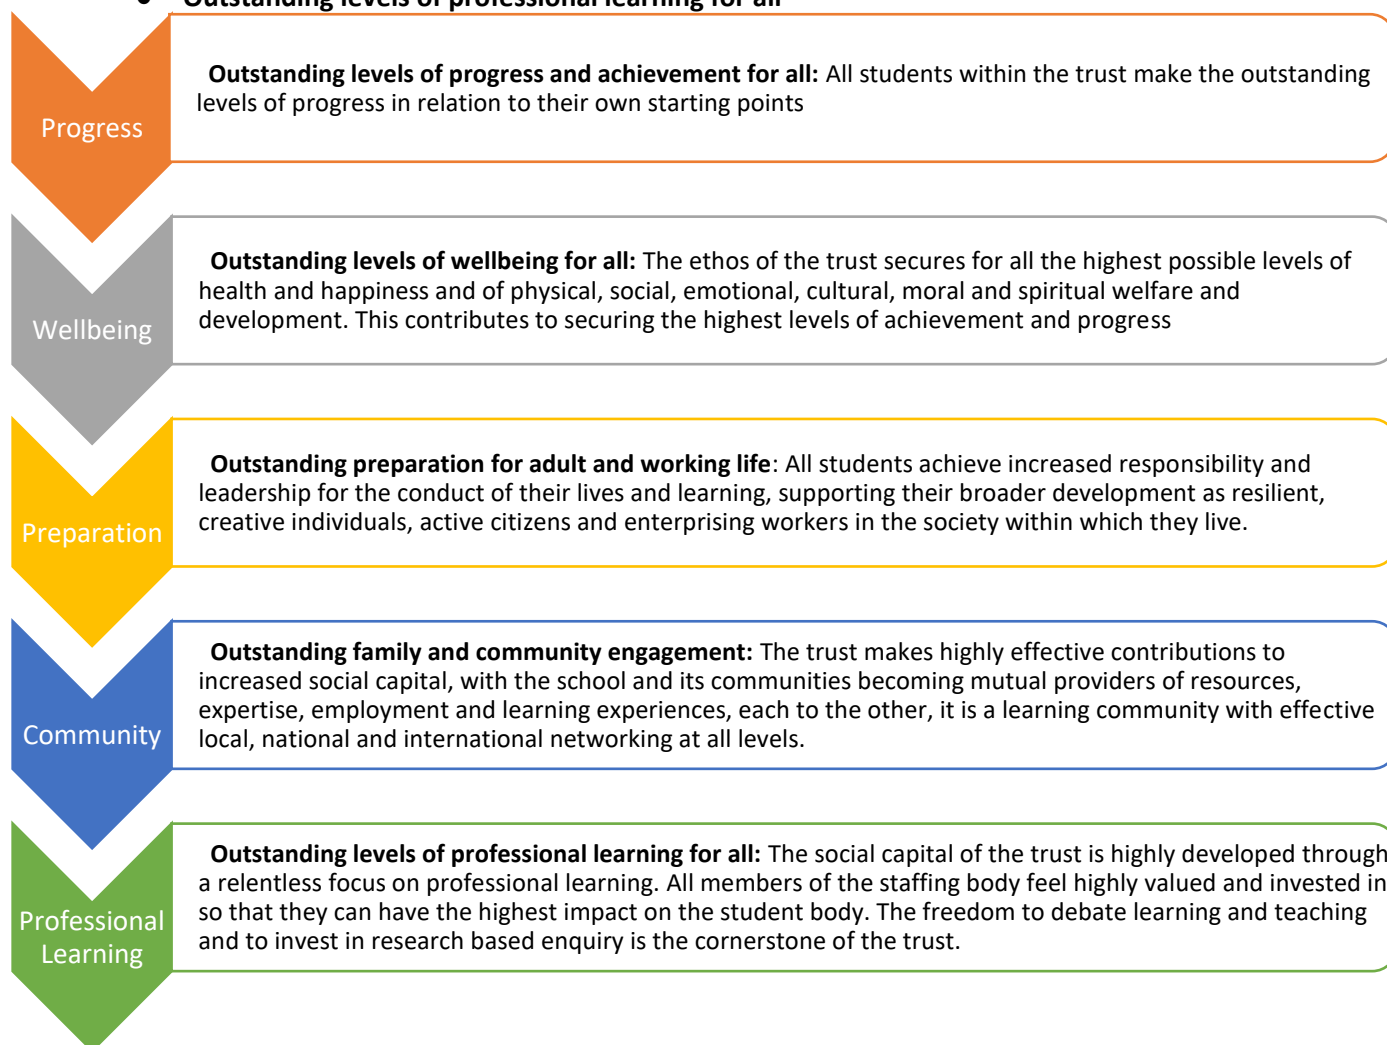 • Outstanding levels of professional learning for all
Progress
Outstanding levels of progress and achievement for all: All students within the trust make the outstanding
levels of progress in relation to their own starting points
Wellbeing
Outstanding levels of wellbeing for all: The ethos of the trust secures for all the highest possible levels of
health and happiness and of physical, social, emotional, cultural, moral and spiritual welfare and
development. This contributes to securing the highest levels of achievement and progress
Preparation
Outstanding preparation for adult and working life: All students achieve increased responsibility and
leadership for the conduct of their lives and learning, supporting their broader development as resilient,
creative individuals, active citizens and enterprising workers in the society within which they live.
Community
Outstanding family and community engagement: The trust makes highly effective contributions to
increased social capital, with the school and its communities becoming mutual providers of resources,
expertise, employment and learning experiences, each to the other, it is a learning community with effective
local, national and international networking at all levels.
Professional
Learning
Outstanding levels of professional learning for all: The social capital of the trust is highly developed through
a relentless focus on professional learning. All members of the staffing body feel highly valued and invested in
so that they can have the highest impact on the student body. The freedom to debate learning and teaching
and to invest in research based enquiry is the cornerstone of the trust.